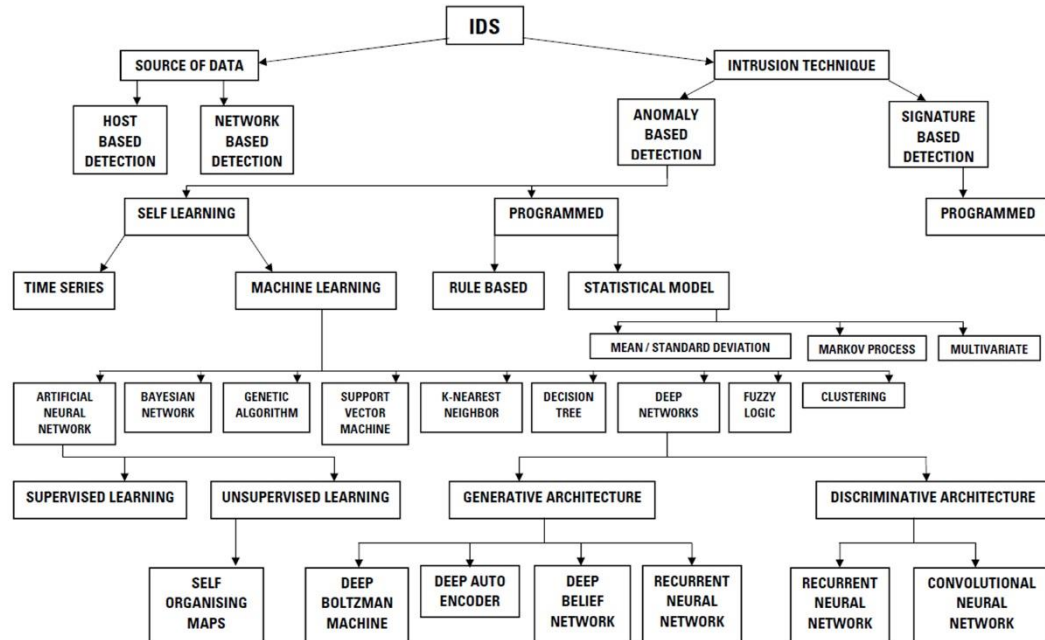 IDS
SOURCE OF DATA
INTRUSION TECHNIQUE
HOST
BASED
DETECTION
NETWORK
BASED
DETECTION
ANOMALY
BASED
DETECTION
SIGNATURE
BASED
DETECTION
SELF LEARNING
PROGRAMMED
PROGRAMMED
TIME SERIES
MACHINE LEARNING
RULE BASED
STATISTICAL MODEL
MEAN / STANDARD DEVIATION
MARKOV PROCESS
MULTIVARIATE
ARTIFICIAL
NEURAL
NETWORK
BAYESIAN
NETWORK
GENETIC
ALGORITHM
SUPPORT
VECTOR
MACHINE
K-NEAREST
NEIGHBOR
DECISION
TREE
DEEP
NETWORKS
FUZZY
LOGIC
CLUSTERING
SUPERVISED LEARNING
UNSUPERVISED LEARNING
GENERATIVE ARCHITECTURE
DISCRIMINATIVE ARCHITECTURE
SELF
ORGANISING
MAPS
DEEP
BOLTZMAN
MACHINE
DEEP AUTO
ENCODER
DEEP
BELIEF
NETWORK
RECURRENT
NEURAL
NETWORK
RECURRENT
NEURAL
NETWORK
CONVOLUTIONAL
NEURAL
NETWORK